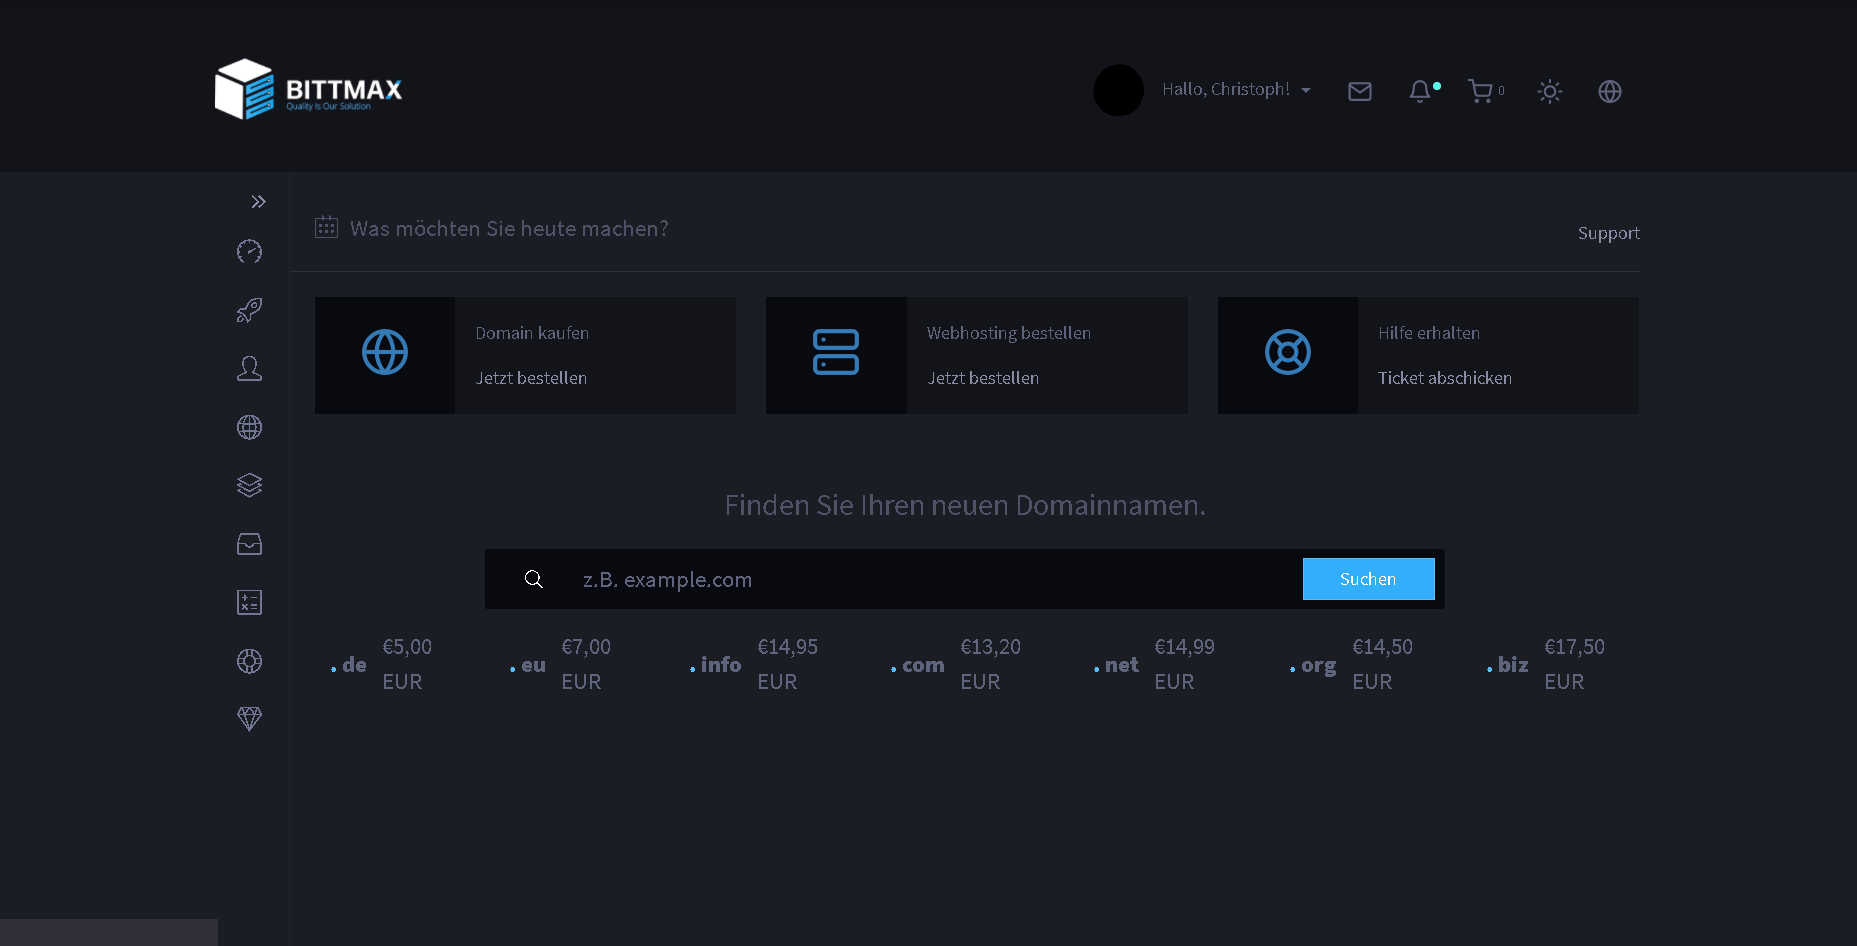 BITTMAX
Quality Is Our Solution
Hallo, Christoph!
0
Was möchten Sie heute machen?
Support
Domain kaufen
Jetzt bestellen
Webhosting bestellen
Jetzt bestellen
Hilfe erhalten
Ticket abschicken
Finden Sie Ihren neuen Domainnamen.
z.B. example.com
Suchen
.de €5,00 EUR
.eu €7,00 EUR
.info €14,95 EUR
.com €13,20 EUR
.net €14,99 EUR
.org €14,50 EUR
.biz €17,50 EUR